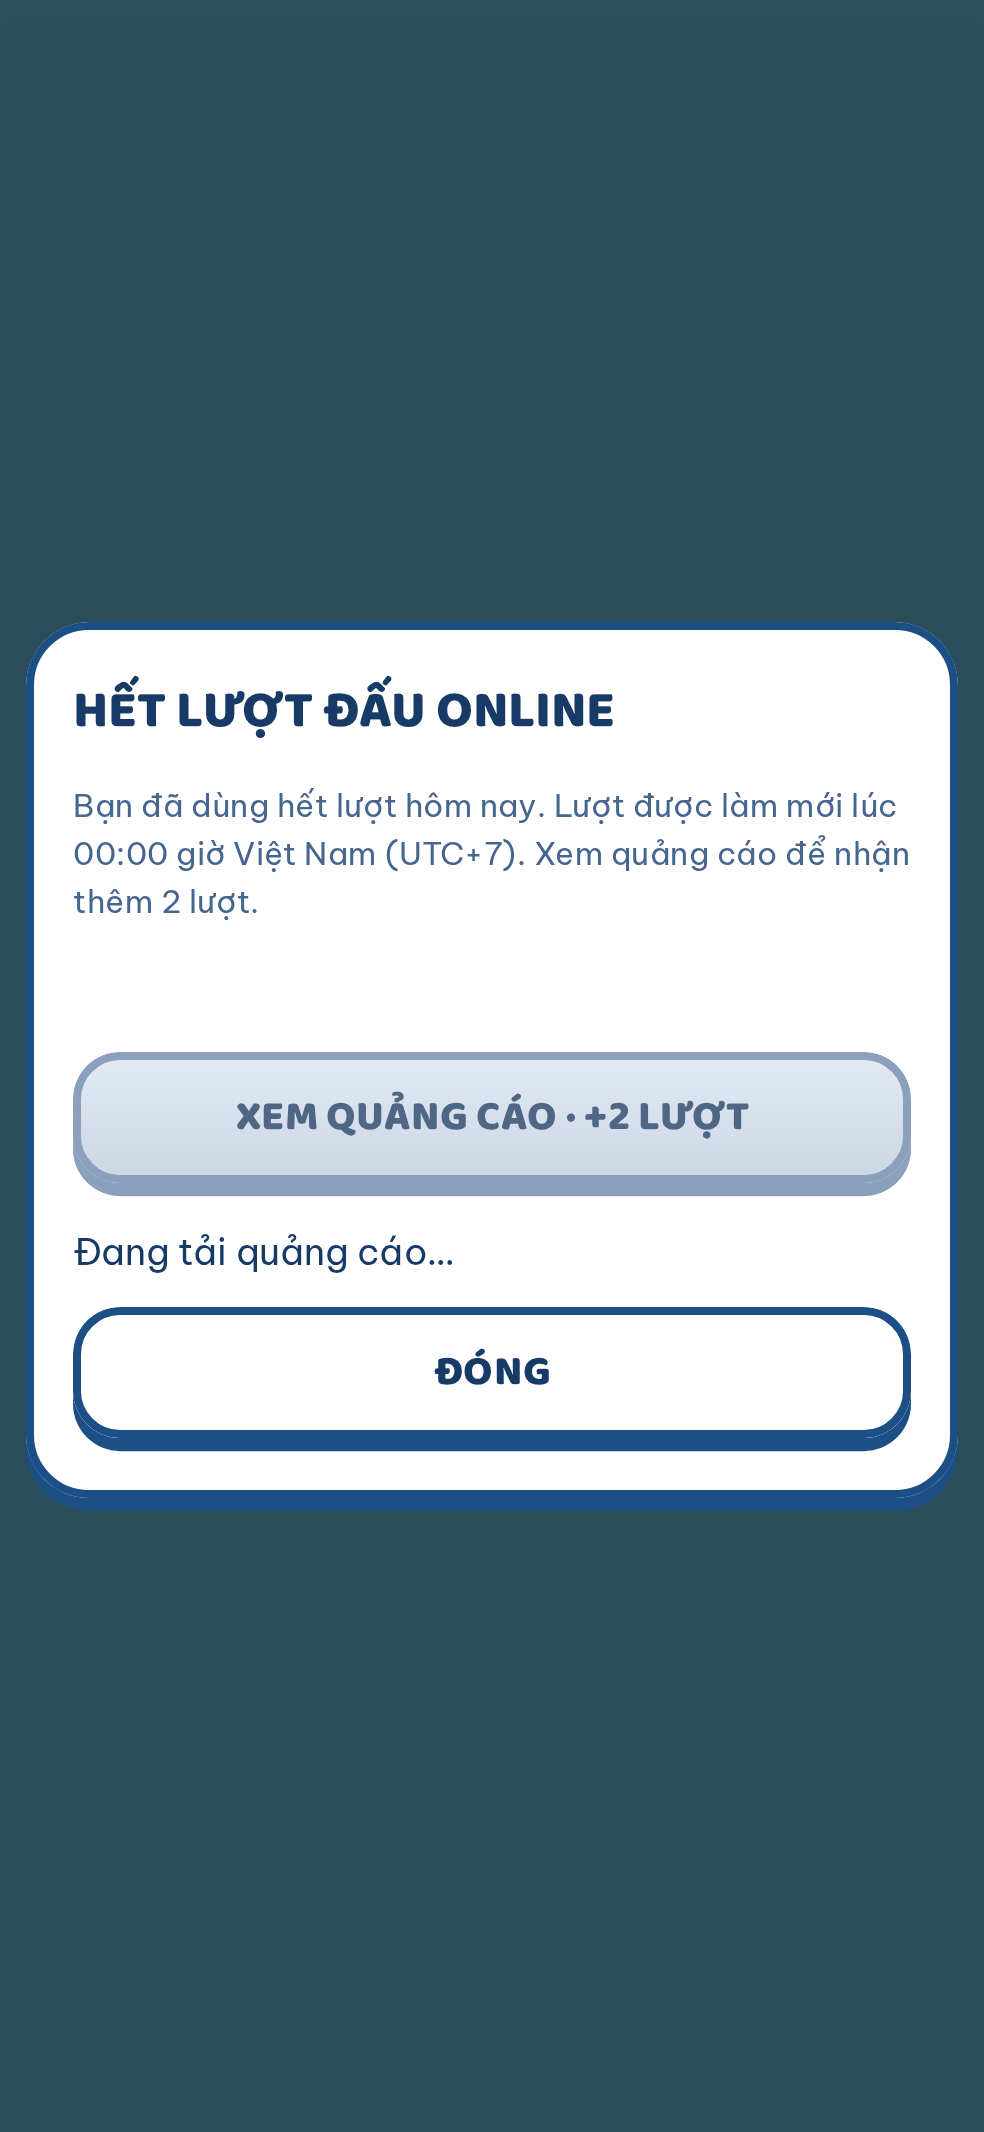 HẾT LƯỢT ĐẤU ONLINE
Bạn đã dùng hết lượt hôm nay. Lượt được làm mới lúc
00:00 giờ Việt Nam (UTC+7). Xem quảng cáo để nhận
thêm 2 lượt.
XEM QUẢNG CÁO · +2 LƯỢT
Đang tải quảng cáo...
ĐÓNG